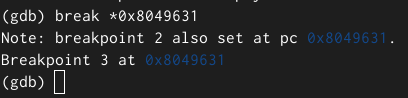 (gdb) break *0x8049631
Note: breakpoint 2 also set at pc 0x8049631.
Breakpoint 3 at 0x8049631
(gdb)